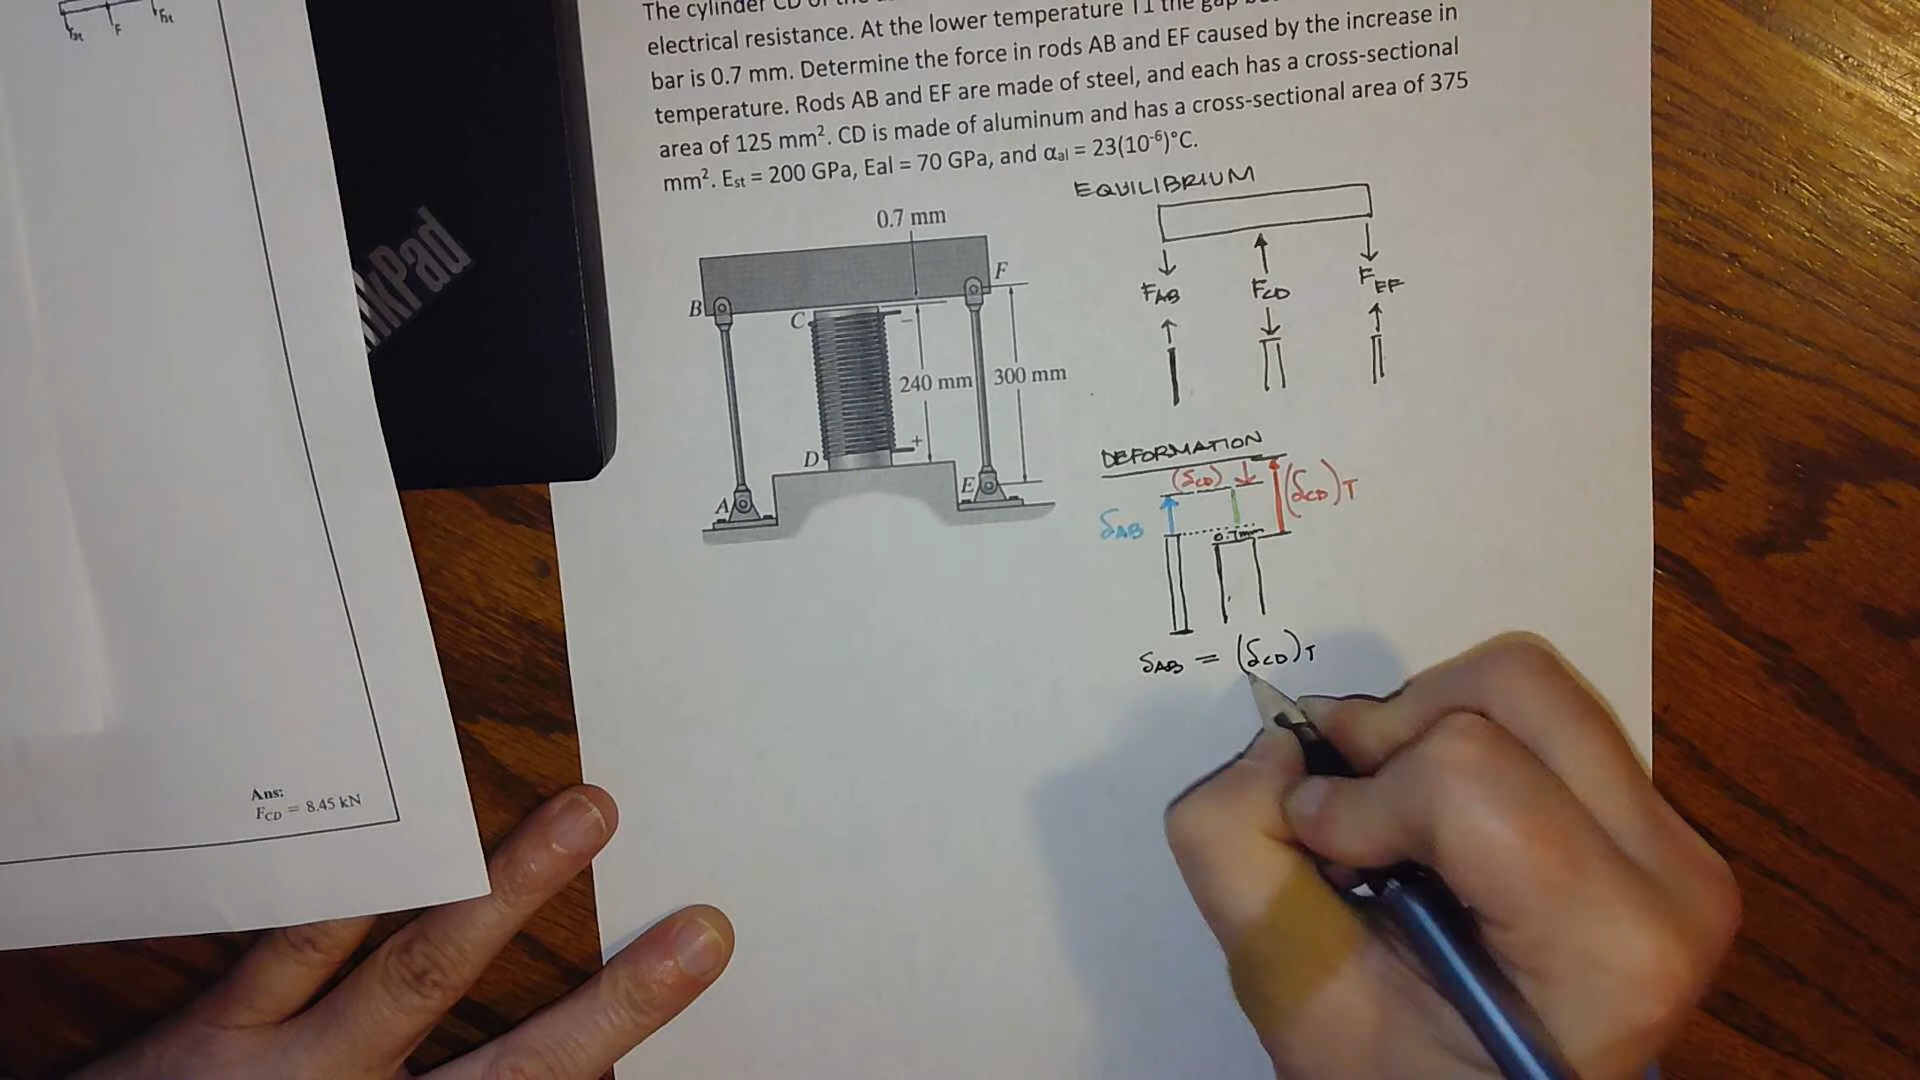 The cylinder CD of the
electrical resistance. At the lower temperature T1 the gap
bar is 0.7 mm. Determine the force in rods AB and EF caused by the increase in
temperature. Rods AB and EF are made of steel, and each has a cross-sectional
area of 125 mm². CD is made of aluminum and has a cross-sectional area of 375
mm². Est = 200 GPa, Eal = 70 GPa, and αal = 23(10⁻⁶)°C.
EQUILIBRIUM
0.7 mm
F
B
C
−
240 mm
300 mm
D
+
A
E
FAB
FCD
FEF
DEFORMATION
(δCD)
(δCD)T
δAB
0.7mm
δAB = (δCD)T
Ans:
FCD = 8.45 kN
F
nkPad